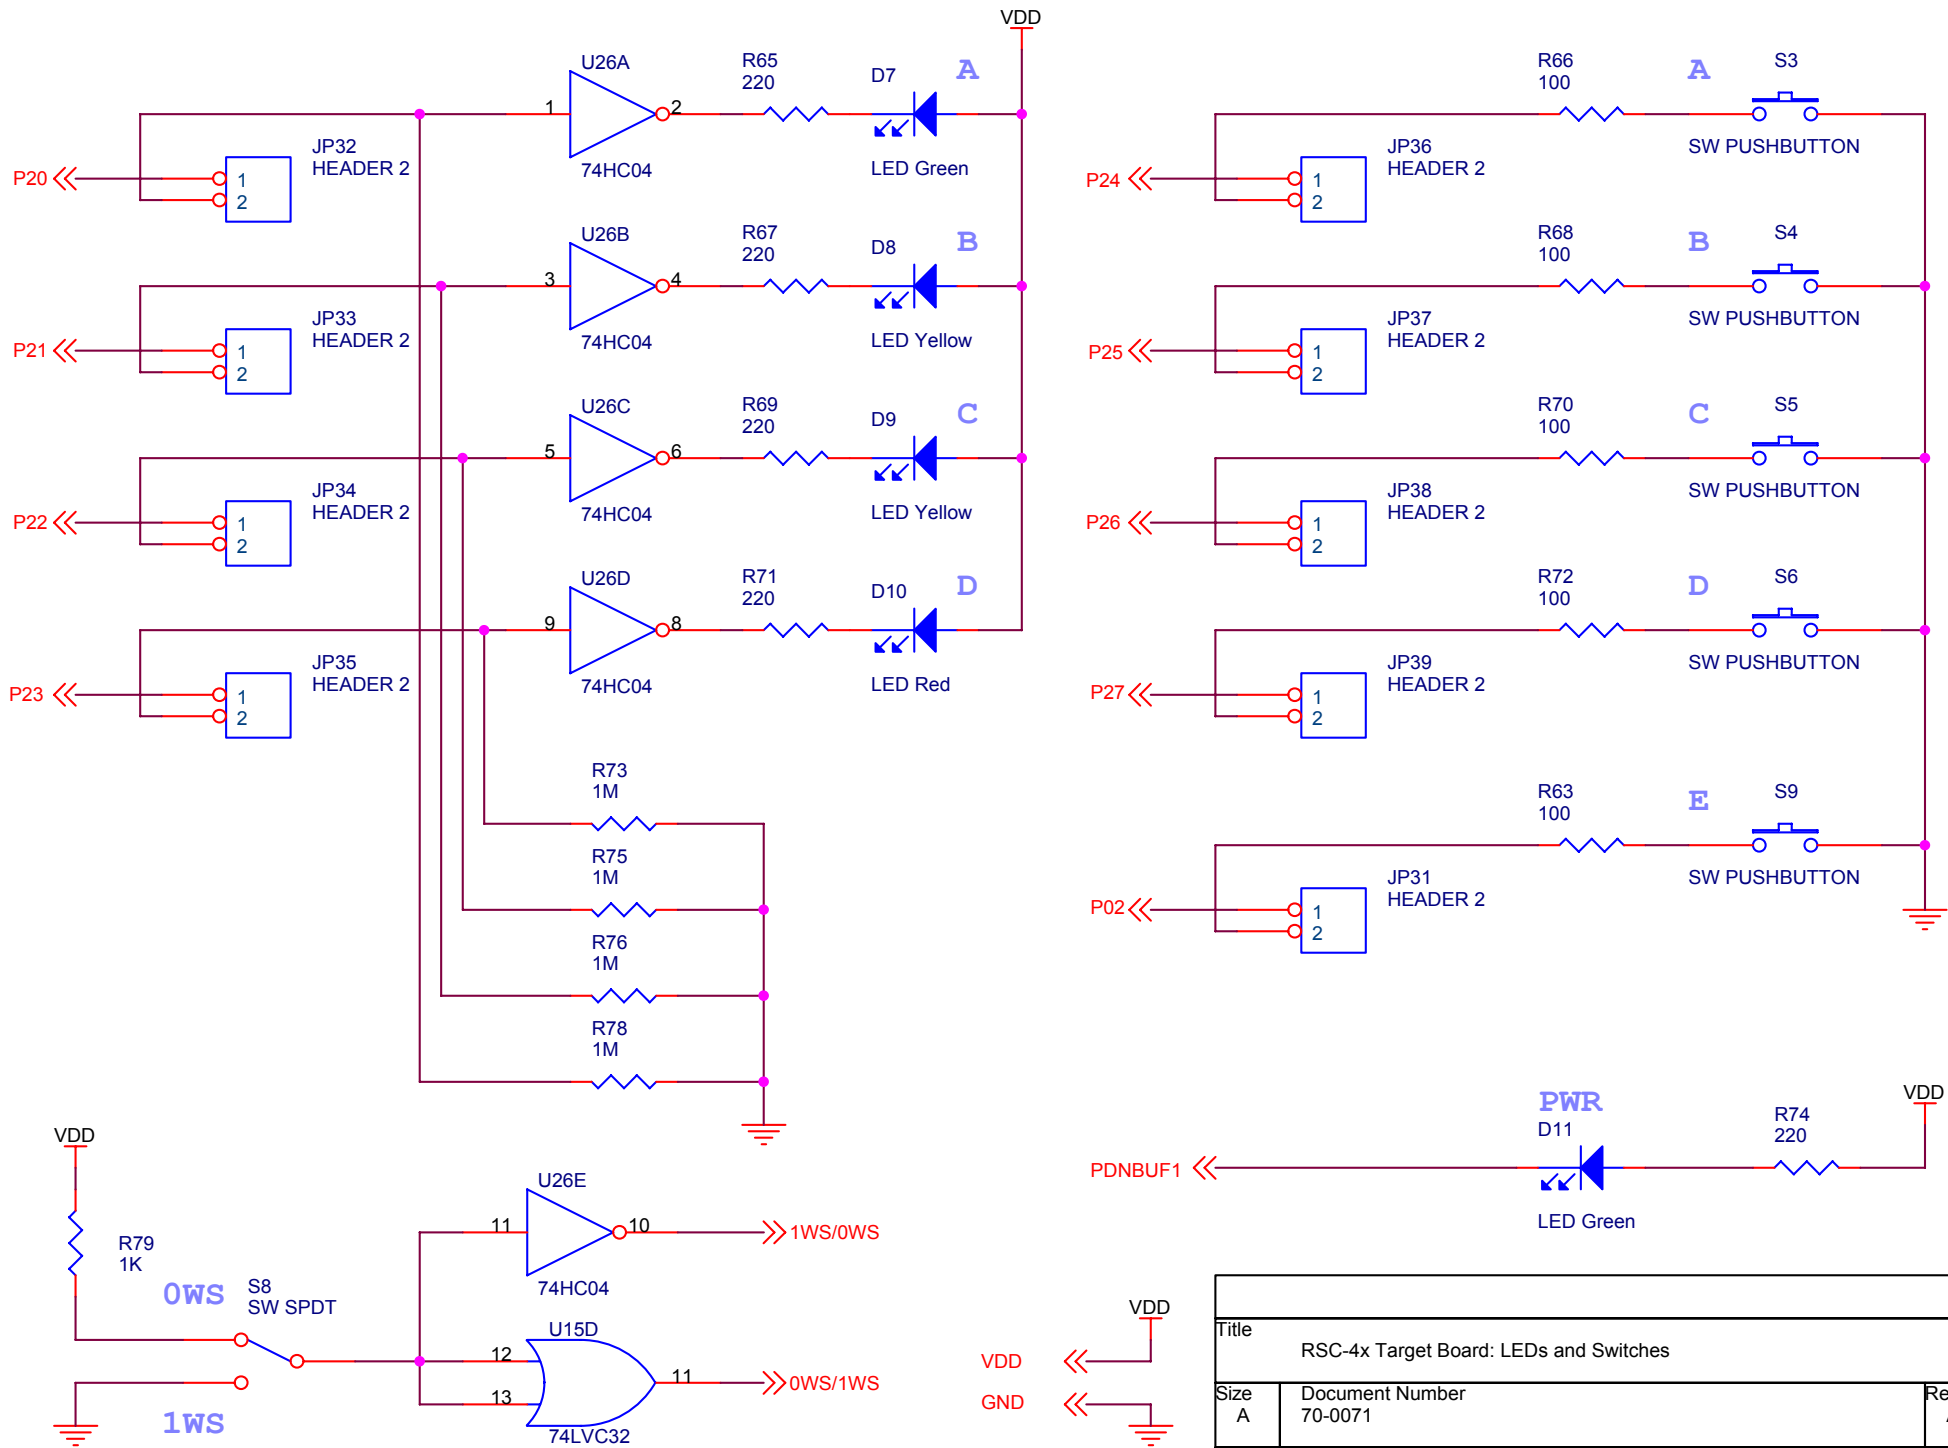 VDD
U26A
R65
220
D7
A
1
2
74HC04
LED Green
JP32
HEADER 2
P20
1
2
U26B
R67
220
D8
B
3
4
74HC04
LED Yellow
JP33
HEADER 2
P21
1
2
U26C
R69
220
D9
C
5
6
74HC04
LED Yellow
JP34
HEADER 2
P22
1
2
U26D
R71
220
D10
D
9
8
74HC04
LED Red
JP35
HEADER 2
P23
1
2
R73
1M
R75
1M
R76
1M
R78
1M
R66
100
A
S3
SW PUSHBUTTON
JP36
HEADER 2
P24
1
2
R68
100
B
S4
SW PUSHBUTTON
JP37
HEADER 2
P25
1
2
R70
100
C
S5
SW PUSHBUTTON
JP38
HEADER 2
P26
1
2
R72
100
D
S6
SW PUSHBUTTON
JP39
HEADER 2
P27
1
2
R63
100
E
S9
SW PUSHBUTTON
JP31
HEADER 2
P02
1
2
VDD
R79
1K
0WS
S8
SW SPDT
1WS
U26E
11
10
74HC04
1WS/0WS
U15D
12
13
11
74LVC32
0WS/1WS
PWR
D11
R74
220
VDD
PDNBUF1
LED Green
VDD
VDD
GND
Title
RSC-4x Target Board: LEDs and Switches
Size
A
Document Number
70-0071